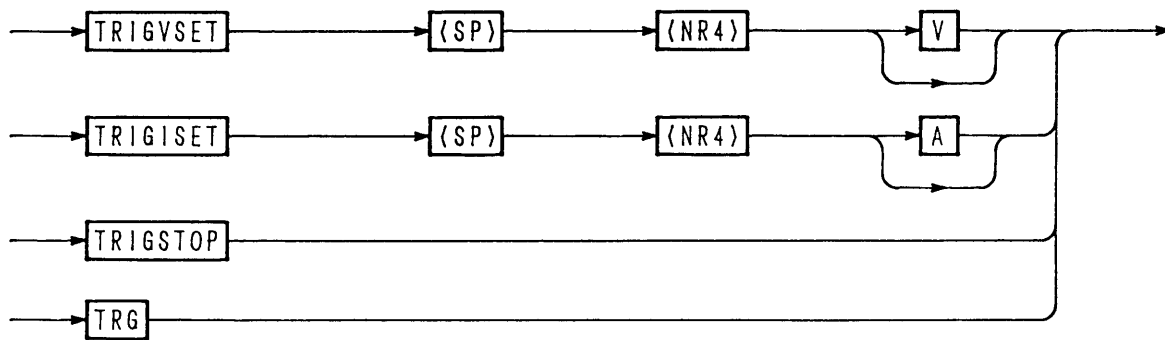 TRIGVSET ⟨SP⟩ ⟨NR4⟩ V
TRIGISET ⟨SP⟩ ⟨NR4⟩ A
TRIGSTOP
TRG